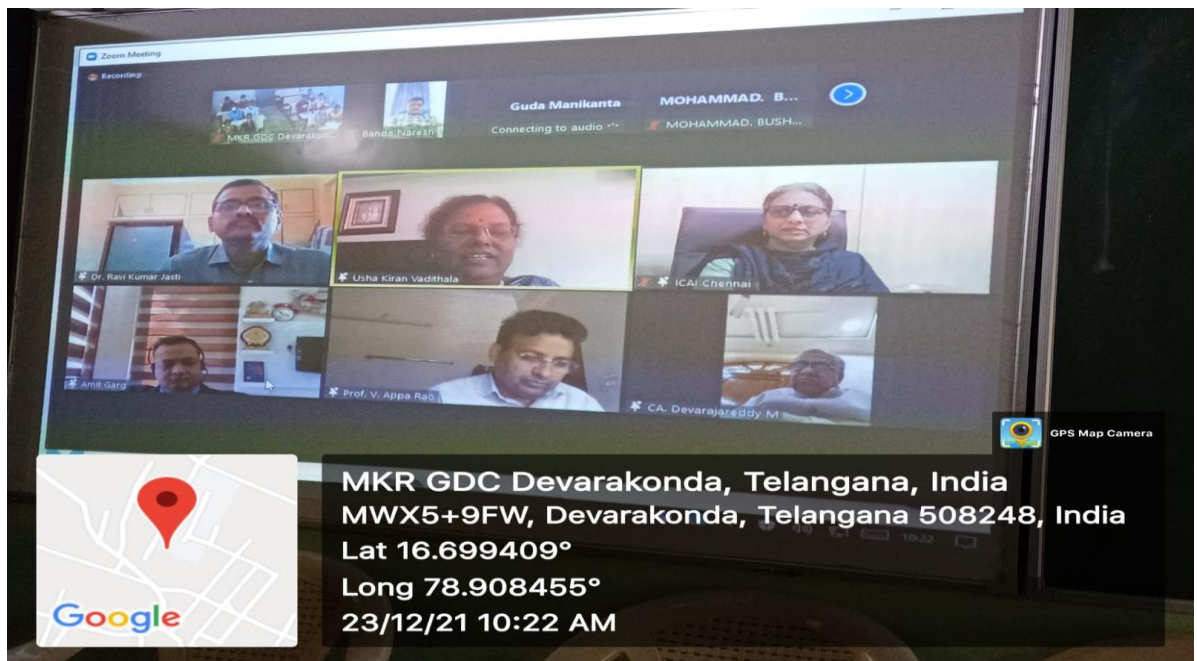 Zoom Meeting
Recording
MKR GDC Devarakon...
Banda Naresh
Guda Manikanta
Connecting to audio
MOHAMMAD. B...
MOHAMMAD. BUSH...
Dr. Ravi Kumar Jasti
Usha Kiran Vadithala
ICAI Chennai
Amit Garg
Prof. V. Appa Rao
CA. Devarajareddy M
GPS Map Camera
MKR GDC Devarakonda, Telangana, India
MWX5+9FW, Devarakonda, Telangana 508248, India
Lat 16.699409°
Long 78.908455°
23/12/21 10:22 AM
Google
10:22